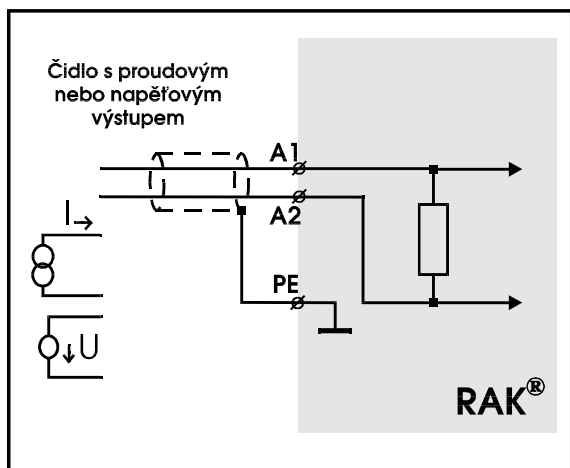 Čidlo s proudovým
nebo napěťovým
výstupem
A1
A2
I
PE
U
RAK®